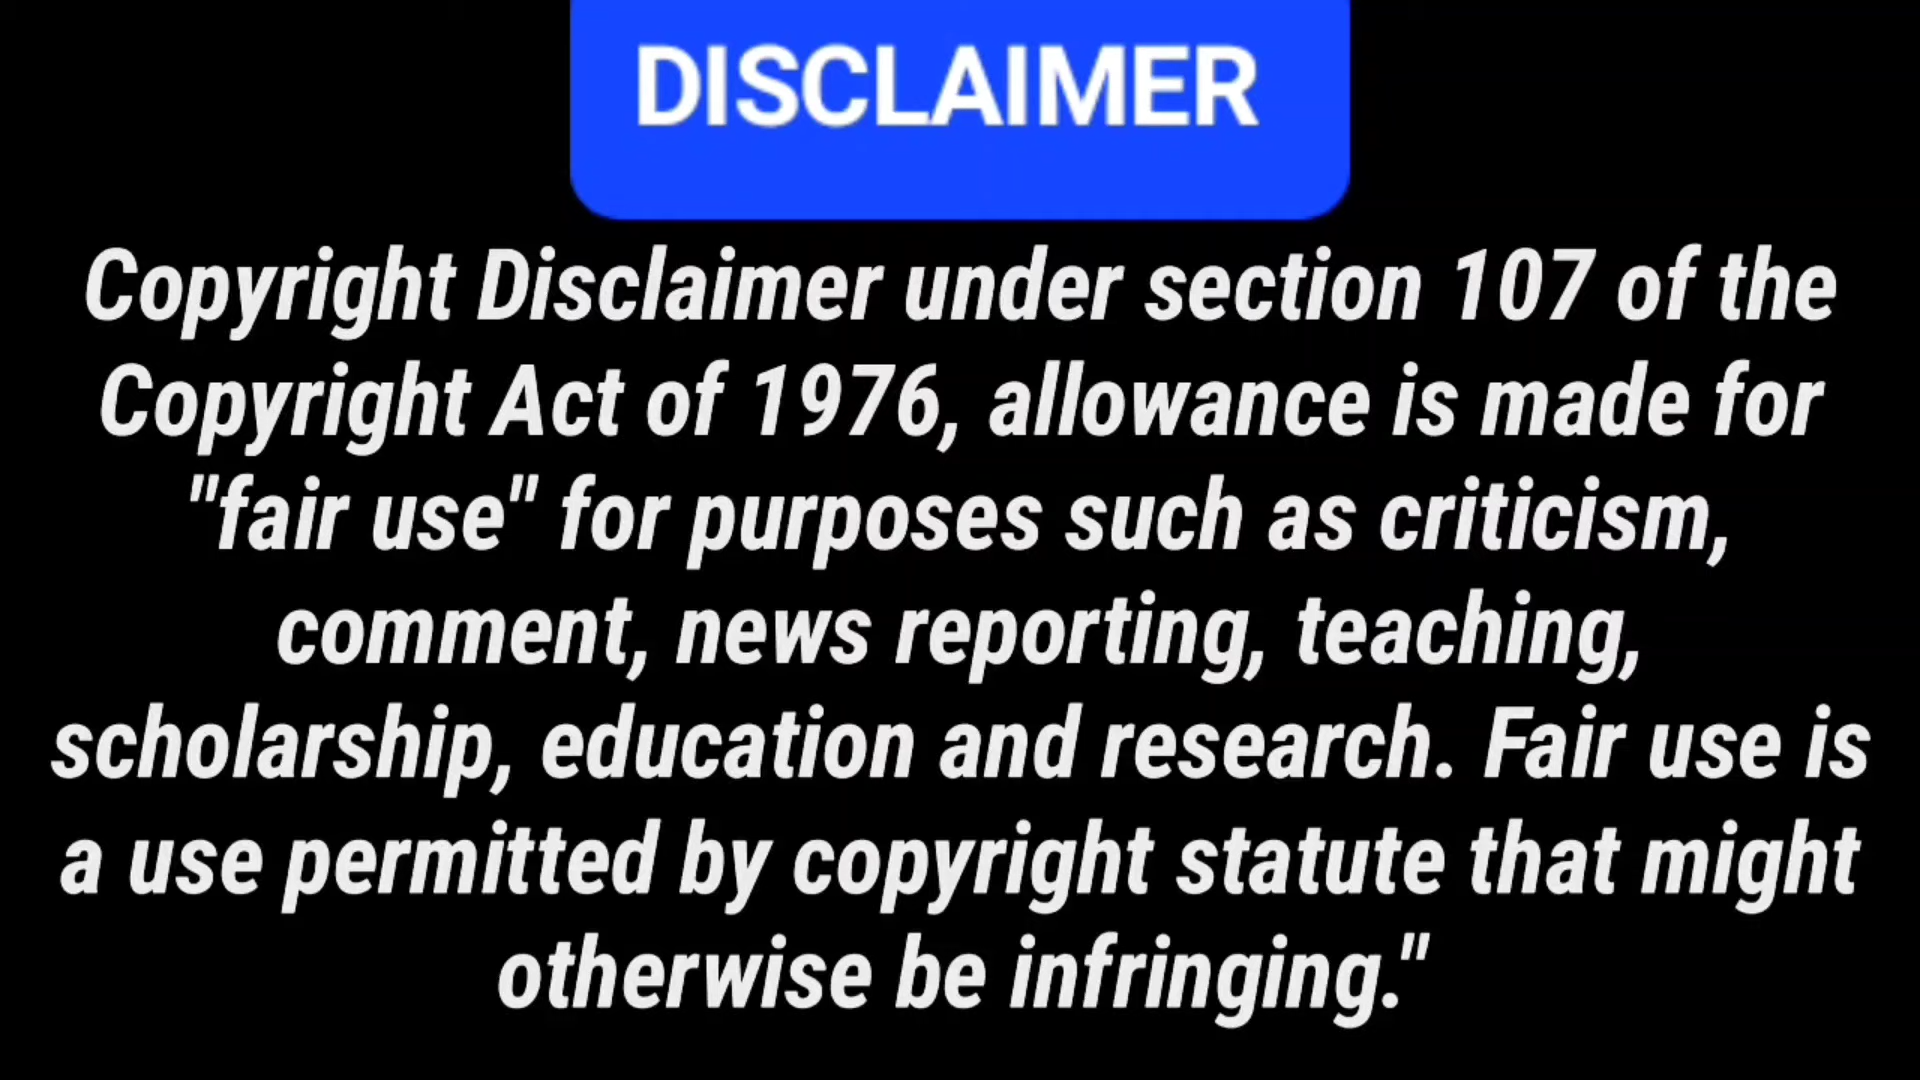 DISCLAIMER
Copyright Disclaimer under section 107 of the
Copyright Act of 1976, allowance is made for
"fair use" for purposes such as criticism,
comment, news reporting, teaching,
scholarship, education and research. Fair use is
a use permitted by copyright statute that might
otherwise be infringing."